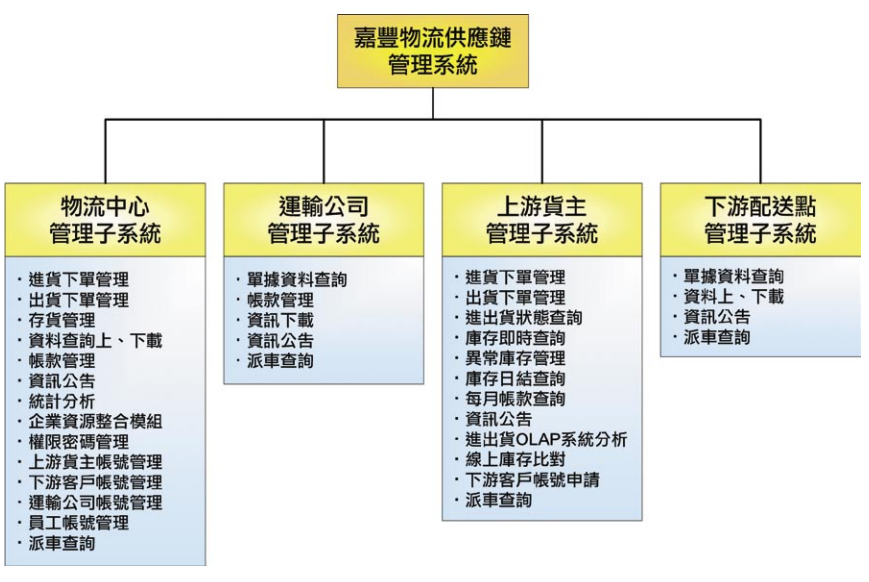 嘉豐物流供應鏈
管理系統
物流中心
管理子系統
・進貨下單管理
・出貨下單管理
・存貨管理
・資料查詢上、下載
・帳款管理
・資訊公告
・統計分析
・企業資源整合模組
・權限密碼管理
・上游貨主帳號管理
・下游客戶帳號管理
・運輸公司帳號管理
・員工帳號管理
・派車查詢
運輸公司
管理子系統
・單據資料查詢
・帳款管理
・資訊下載
・資訊公告
・派車查詢
上游貨主
管理子系統
・進貨下單管理
・出貨下單管理
・進出貨狀態查詢
・庫存即時查詢
・異常庫存管理
・庫存日結查詢
・每月帳款查詢
・資訊公告
・進出貨OLAP系統分析
・線上庫存比對
・下游客戶帳號申請
・派車查詢
下游配送點
管理子系統
・單據資料查詢
・資料上、下載
・資訊公告
・派車查詢